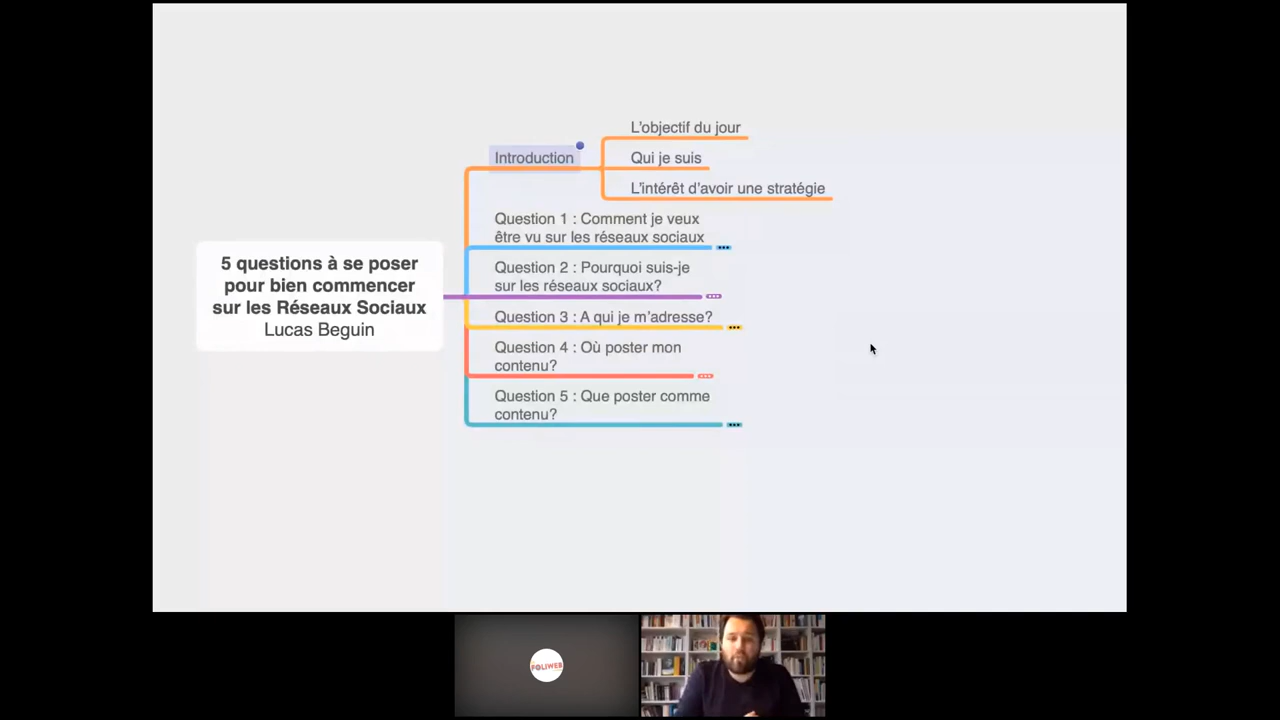 L'objectif du jour
Introduction
Qui je suis
L'intérêt d'avoir une stratégie
Question 1 : Comment je veux
être vu sur les réseaux sociaux
5 questions à se poser
pour bien commencer
sur les Réseaux Sociaux
Lucas Beguin
Question 2 : Pourquoi suis-je
sur les réseaux sociaux?
Question 3 : A qui je m'adresse?
Question 4 : Où poster mon
contenu?
Question 5 : Que poster comme
contenu?
FOLIWEB